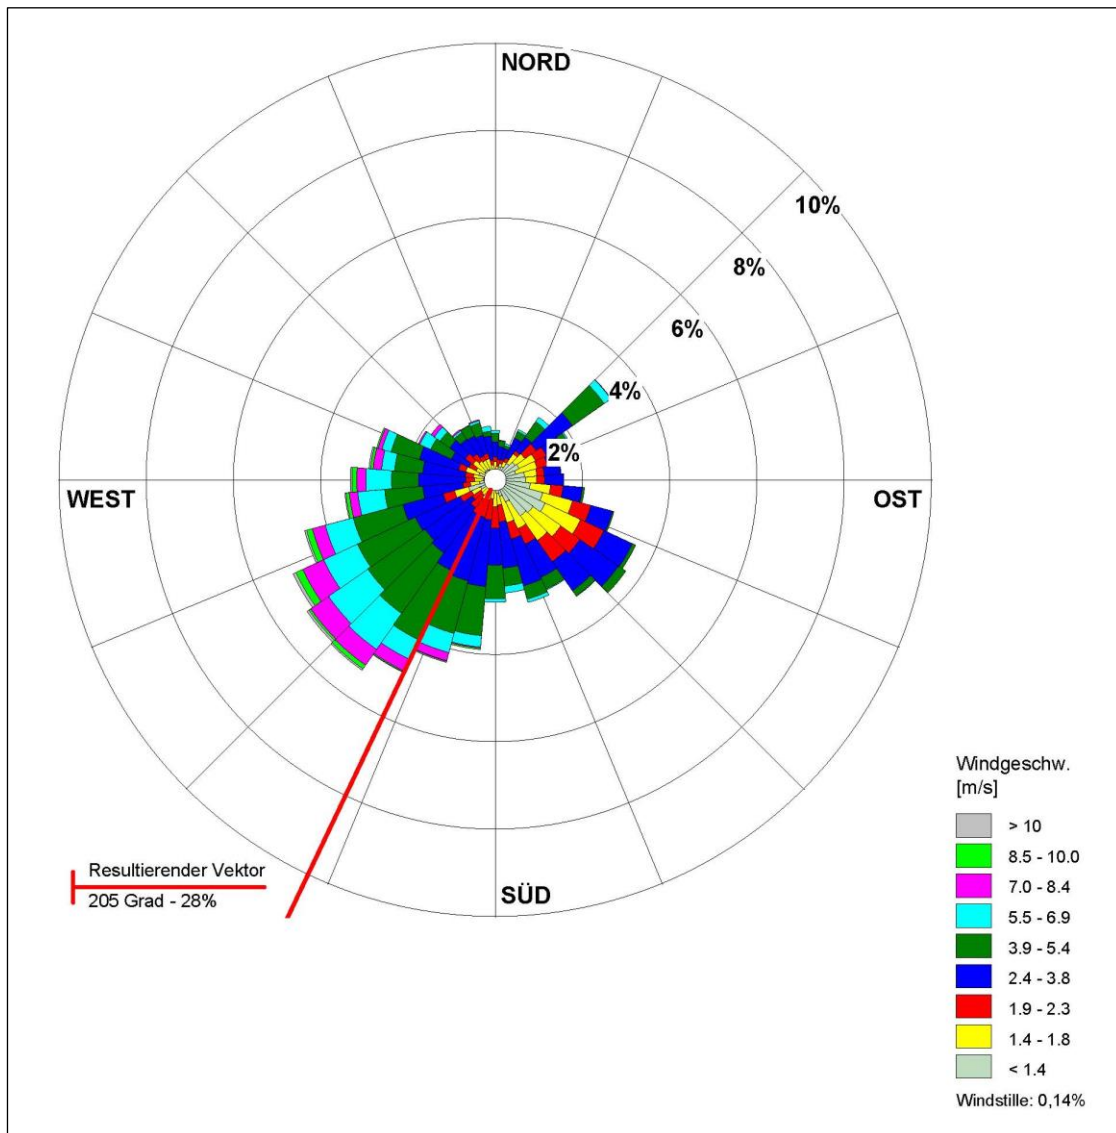 NORD
10%
8%
6%
4%
2%
WEST
OST
SÜD
Resultierender Vektor
205 Grad - 28%
Windgeschw.
[m/s]
> 10
8.5 - 10.0
7.0 - 8.4
5.5 - 6.9
3.9 - 5.4
2.4 - 3.8
1.9 - 2.3
1.4 - 1.8
< 1.4
Windstille: 0,14%